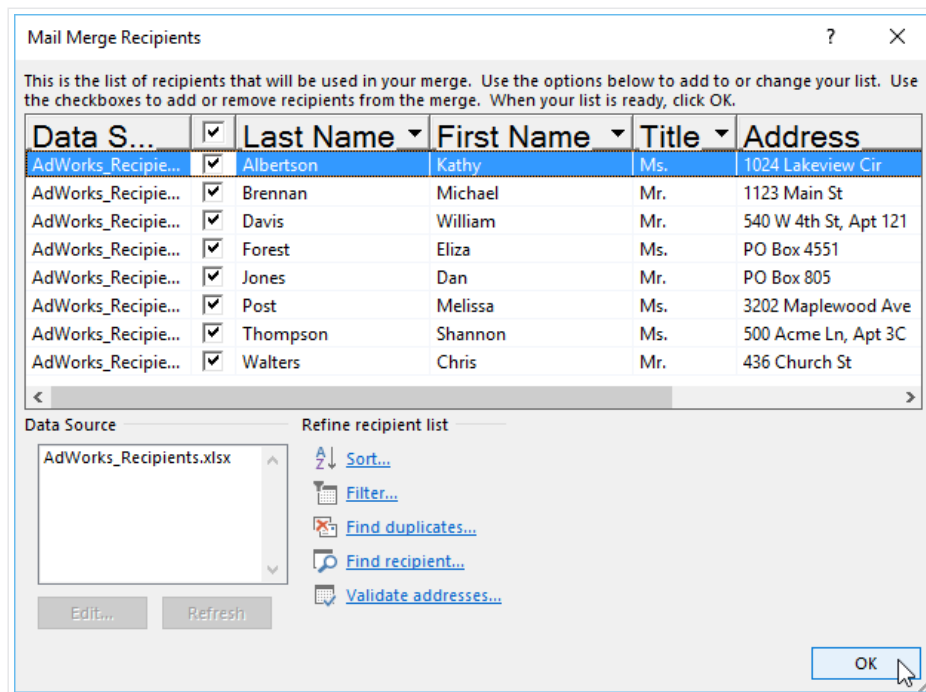 Mail Merge Recipients ?
This is the list of recipients that will be used in your merge. Use the options below to add to or change your list. Use
the checkboxes to add or remove recipients from the merge. When your list is ready, click OK.
Data S... Last Name First Name Title Address
AdWorks_Recipie... Albertson Kathy Ms. 1024 Lakeview Cir
AdWorks_Recipie... Brennan Michael Mr. 1123 Main St
AdWorks_Recipie... Davis William Mr. 540 W 4th St, Apt 121
AdWorks_Recipie... Forest Eliza Ms. PO Box 4551
AdWorks_Recipie... Jones Dan Mr. PO Box 805
AdWorks_Recipie... Post Melissa Ms. 3202 Maplewood Ave
AdWorks_Recipie... Thompson Shannon Ms. 500 Acme Ln, Apt 3C
AdWorks_Recipie... Walters Chris Mr. 436 Church St
Data Source Refine recipient list
AdWorks_Recipients.xlsx
Sort...
Filter...
Find duplicates...
Find recipient...
Validate addresses...
Edit... Refresh
OK